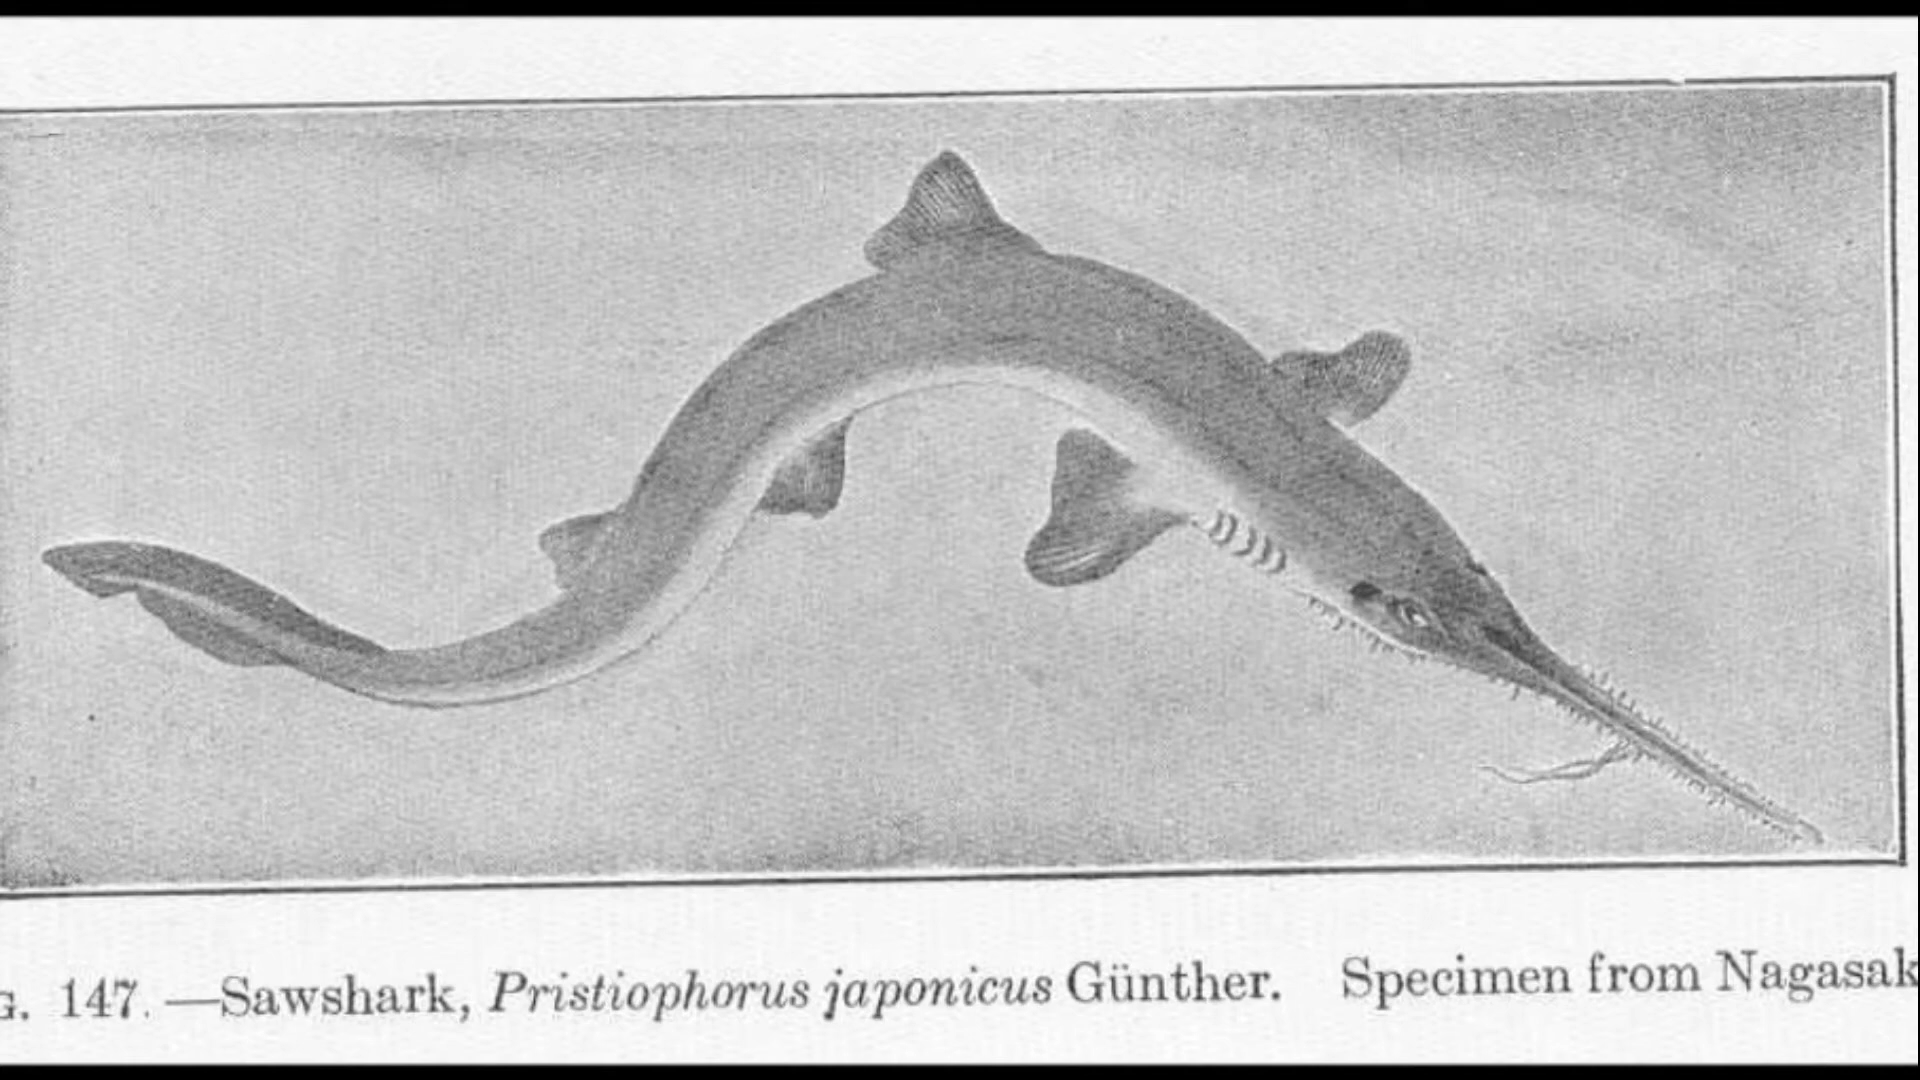 G. 147. —Sawshark, Pristiophorus japonicus Günther. Specimen from Nagasak